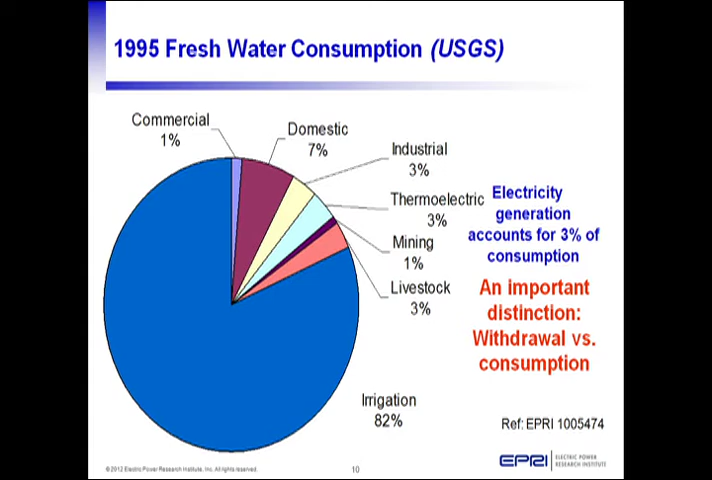 1995 Fresh Water Consumption (USGS)
Commercial
1%
Domestic
7%
Industrial
3%
Thermoelectric
3%
Mining
1%
Livestock
3%
Irrigation
82%
Electricity
generation
accounts for 3% of
consumption
An important
distinction:
Withdrawal vs.
consumption
Ref: EPRI 1005474
© 2012 Electric Power Research Institute, Inc. All rights reserved.
10
EPRI
ELECTRIC POWER
RESEARCH INSTITUTE